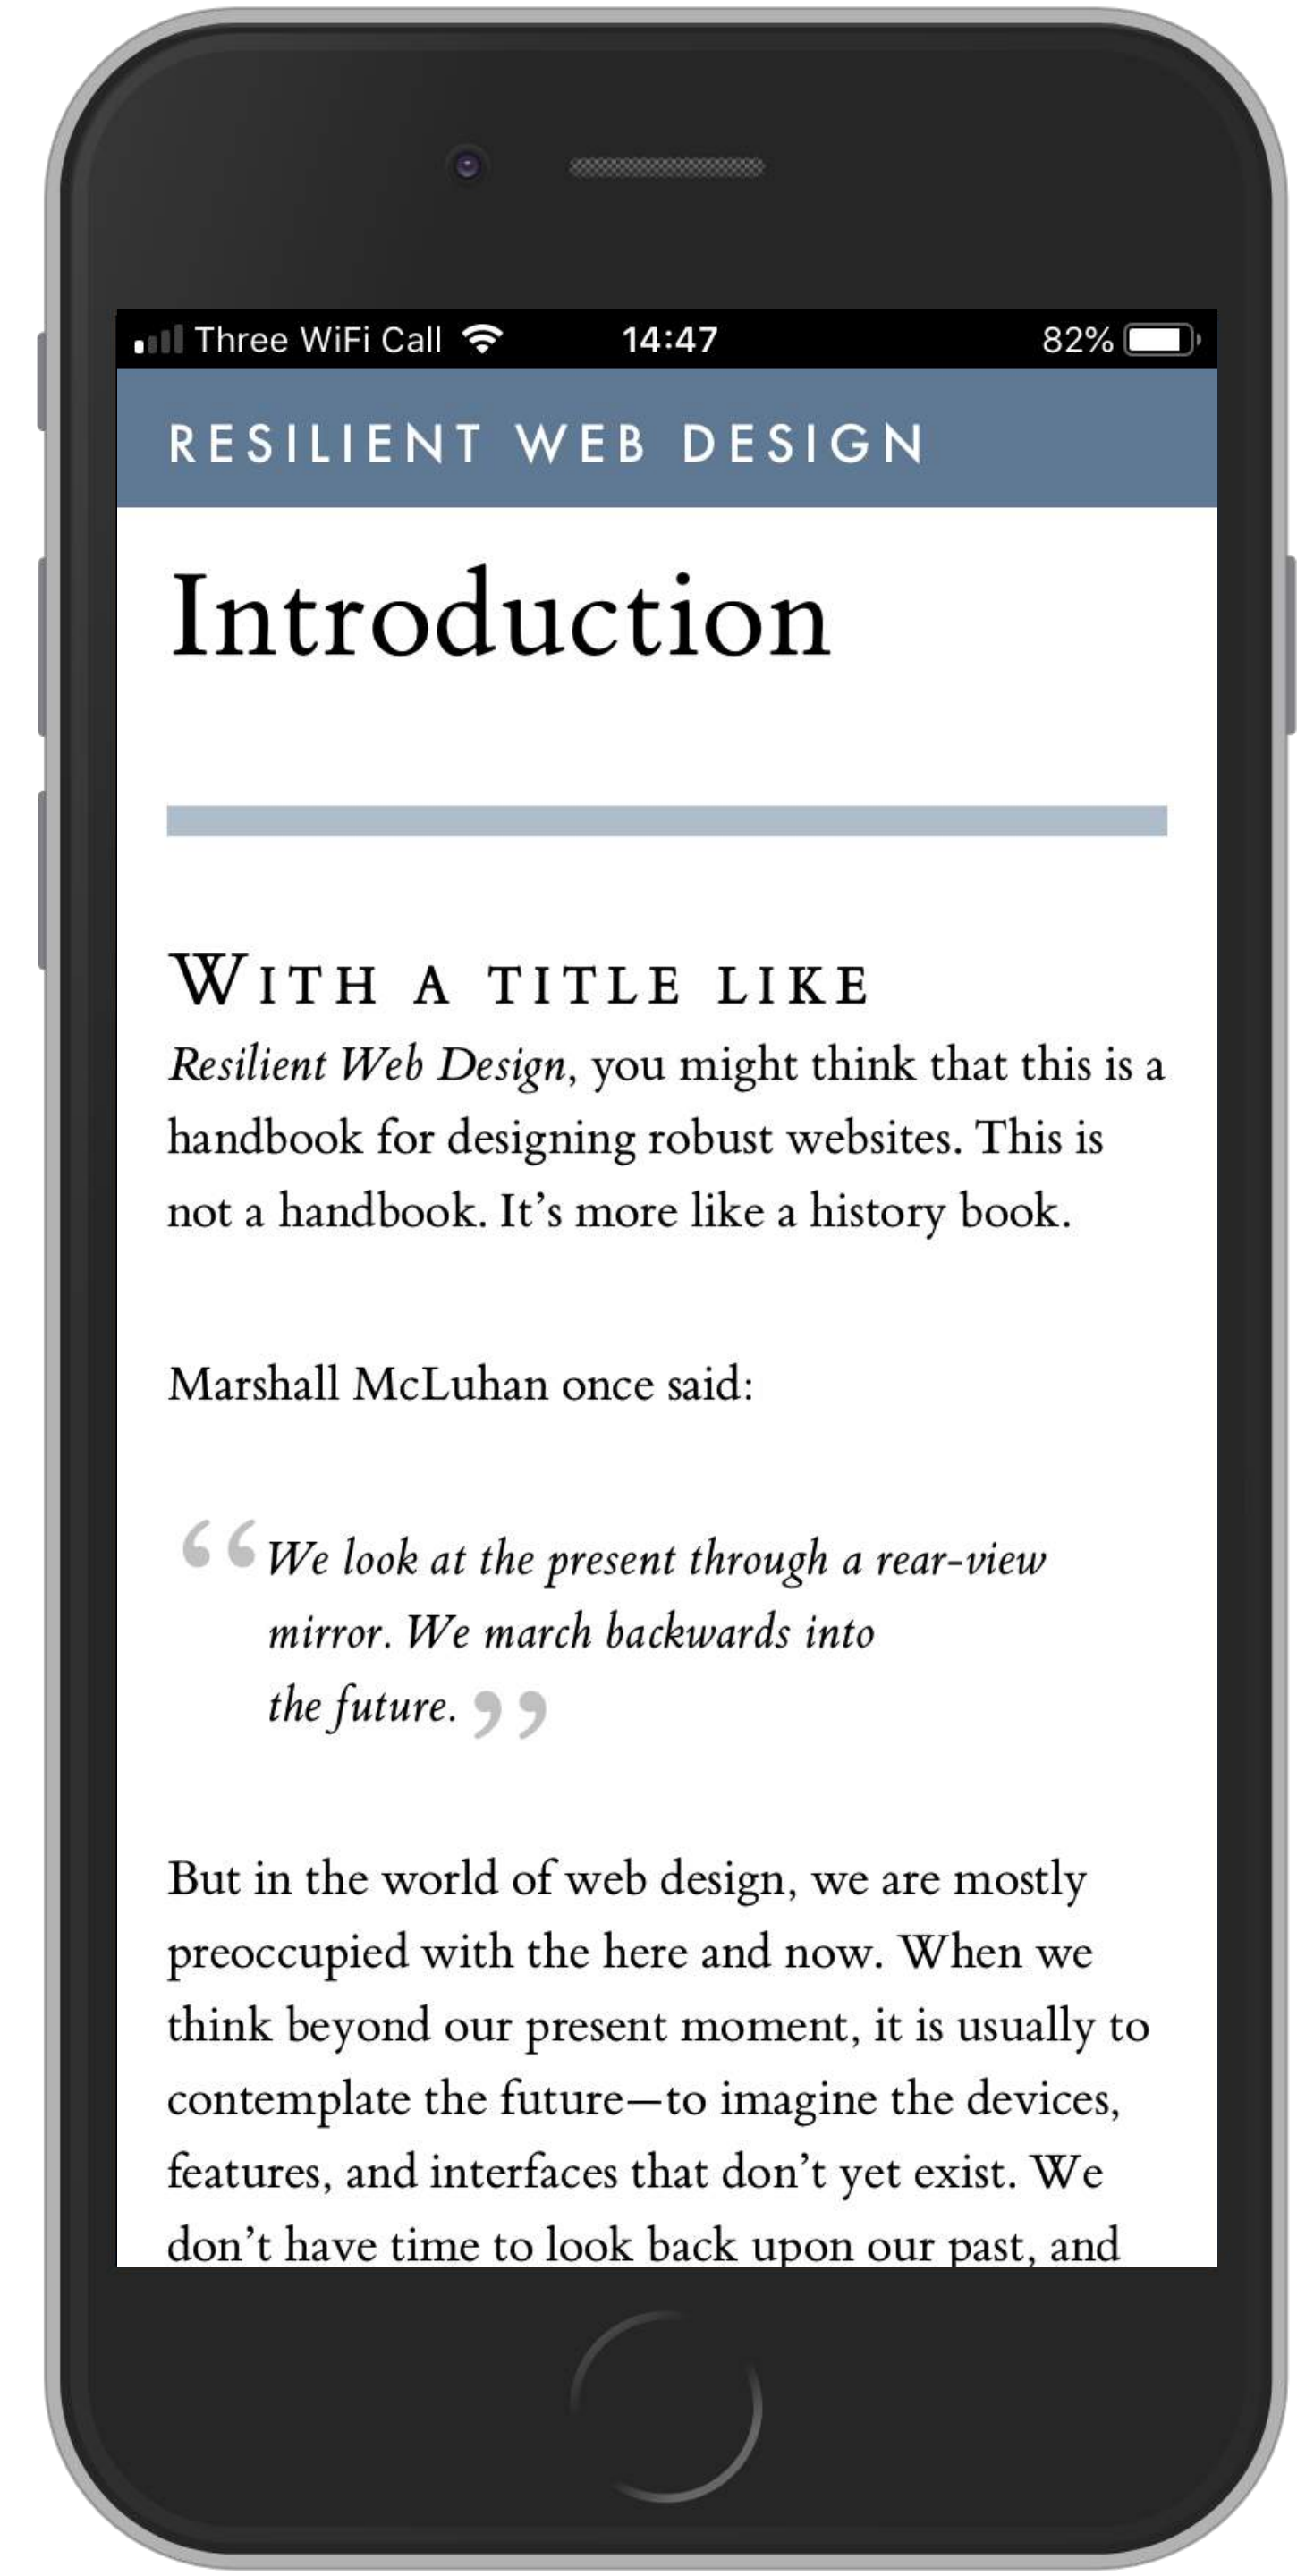 Three WiFi Call 14:47 82%
RESILIENT WEB DESIGN
Introduction
WITH A TITLE LIKE
Resilient Web Design, you might think that this is a
handbook for designing robust websites. This is
not a handbook. It’s more like a history book.
Marshall McLuhan once said:
“We look at the present through a rear-view
mirror. We march backwards into
the future.”
But in the world of web design, we are mostly
preoccupied with the here and now. When we
think beyond our present moment, it is usually to
contemplate the future—to imagine the devices,
features, and interfaces that don’t yet exist. We
don’t have time to look back upon our past, and